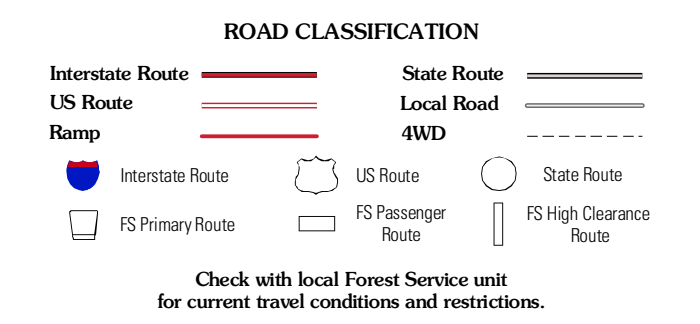 ROAD CLASSIFICATION
Interstate Route
State Route
US Route
Local Road
Ramp
4WD
Interstate Route
US Route
State Route
FS Primary Route
FS Passenger
Route
FS High Clearance
Route
Check with local Forest Service unit
for current travel conditions and restrictions.